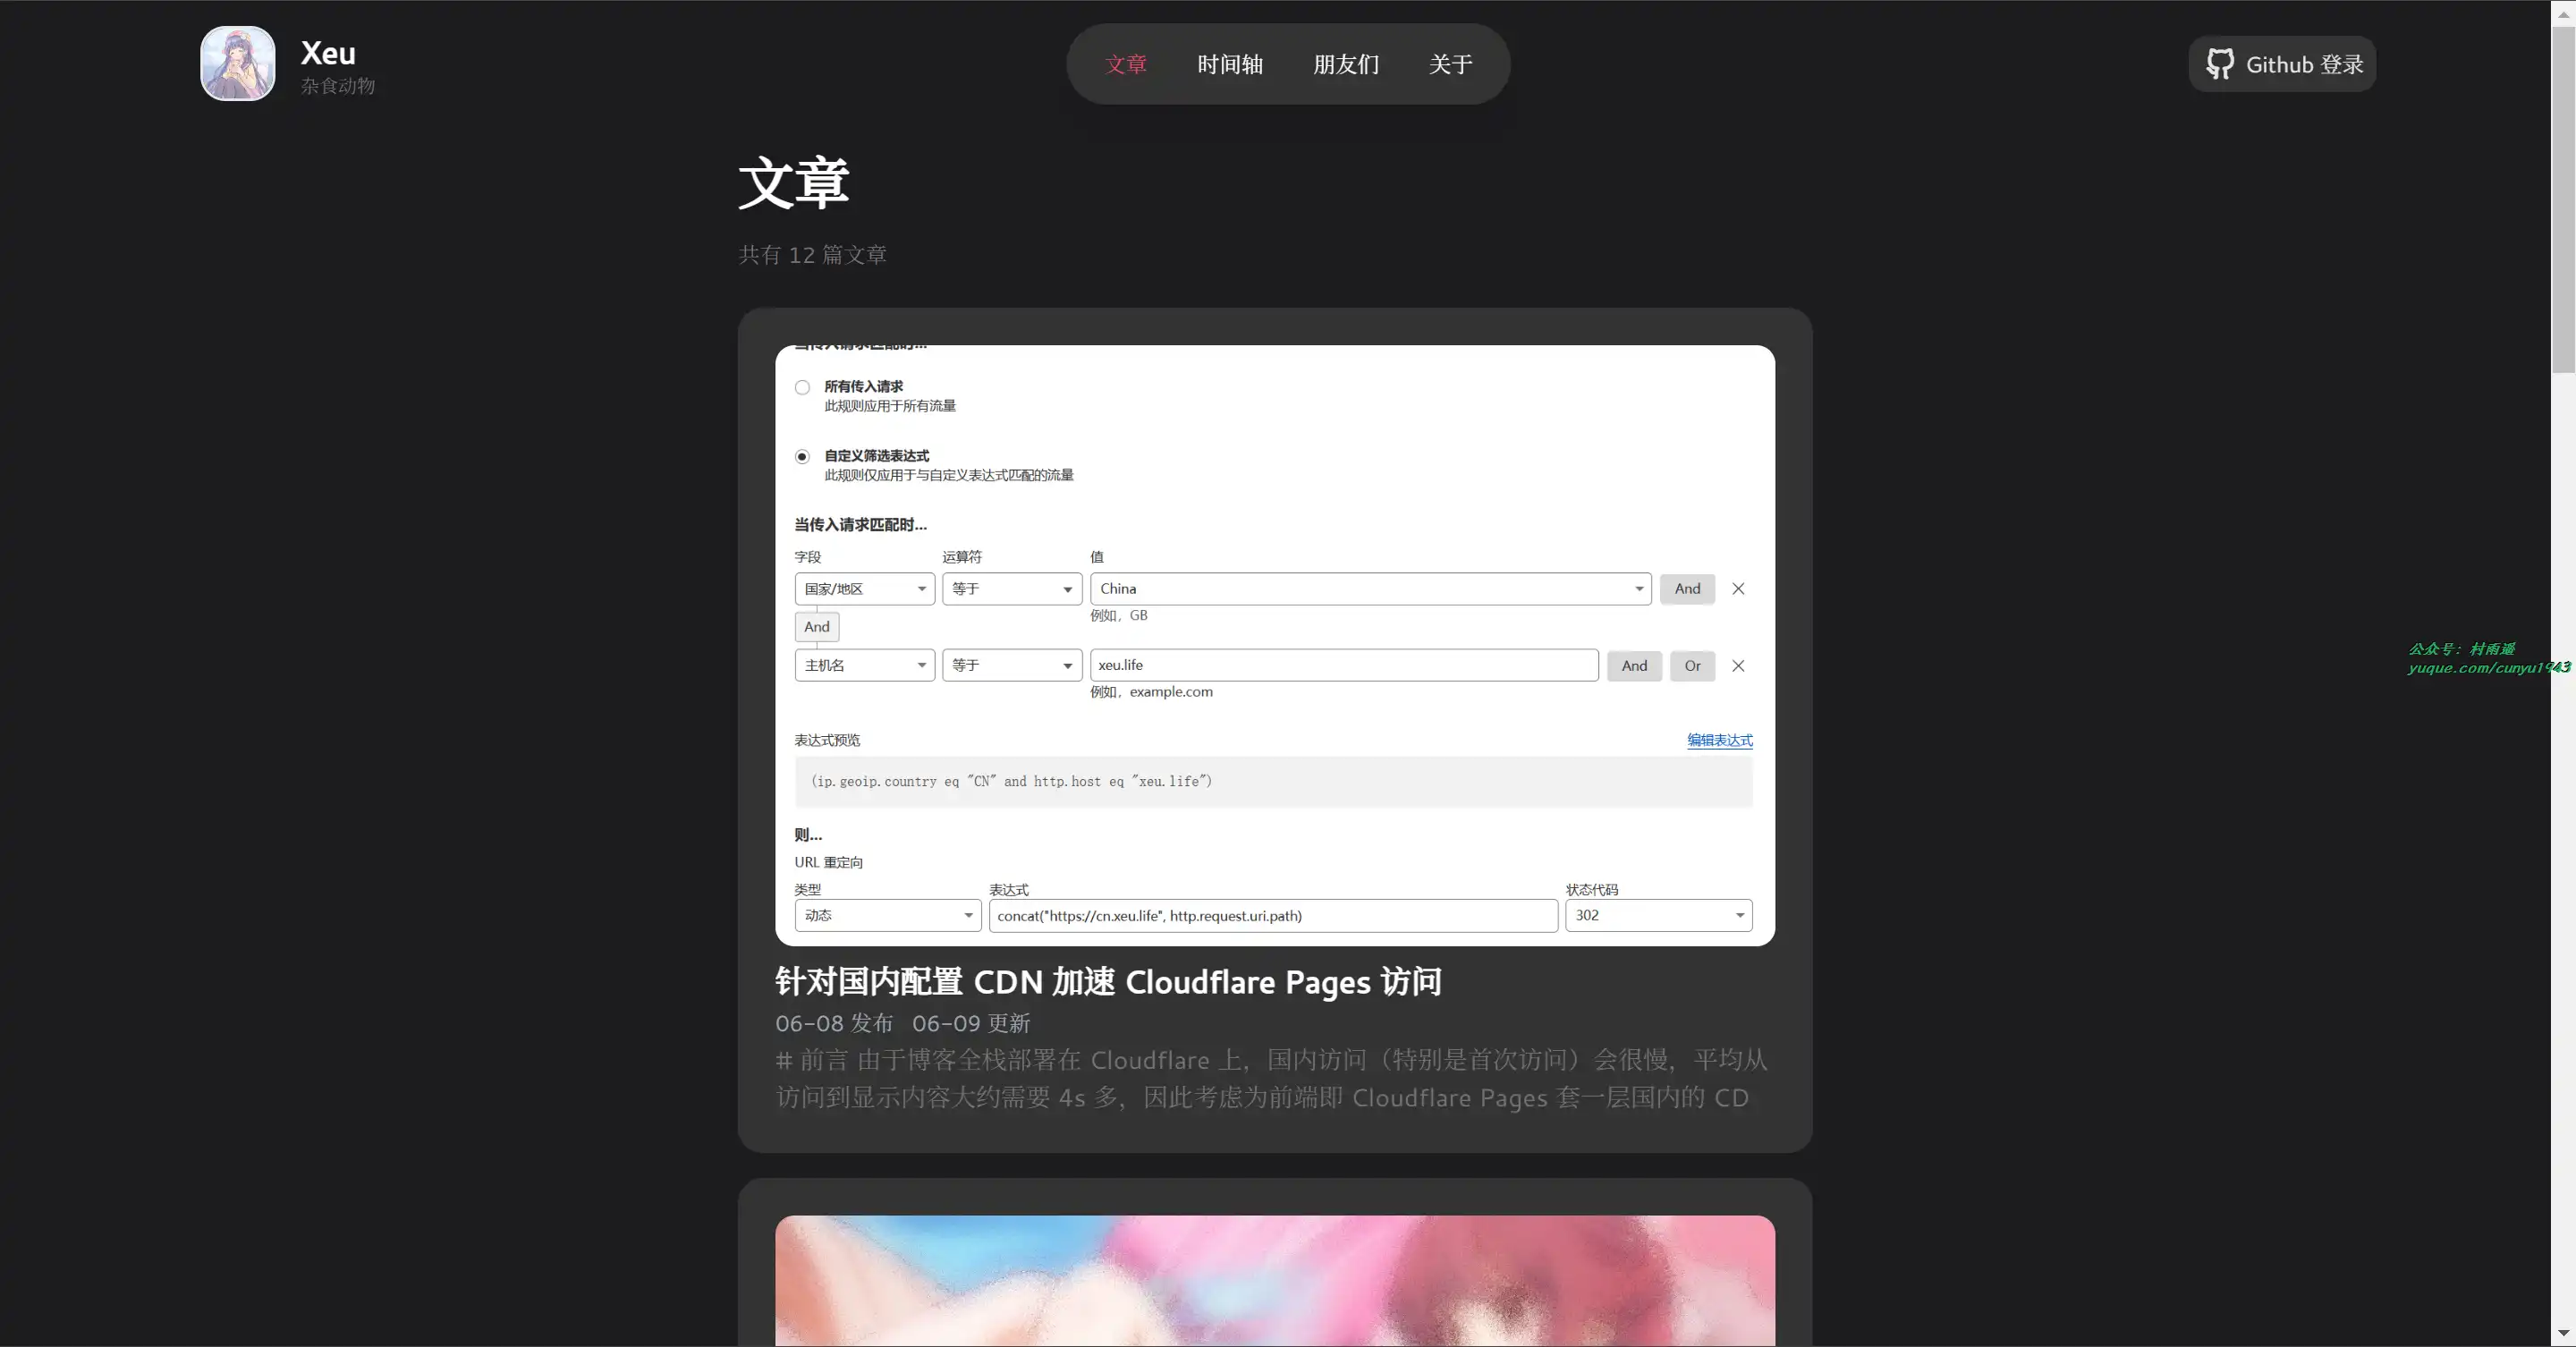 Xeu
杂食动物
文章
时间轴
朋友们
关于
Github 登录
文章
共有 12 篇文章
当传入请求匹配时...
所有传入请求
此规则应用于所有流量
自定义筛选表达式
此规则仅应用于与自定义表达式匹配的流量
当传入请求匹配时...
字段 运算符 值
国家/地区 等于 China And
例如，GB
And
主机名 等于 xeu.life And Or
例如，example.com
表达式预览 编辑表达式
(ip.geoip.country eq "CN" and http.host eq "xeu.life")
则...
URL 重定向
类型 表达式 状态代码
动态 concat("https://cn.xeu.life", http.request.uri.path) 302
针对国内配置 CDN 加速 Cloudflare Pages 访问
06-08 发布 06-09 更新
# 前言 由于博客全栈部署在 Cloudflare 上，国内访问（特别是首次访问）会很慢，平均从
访问到显示内容大约需要 4s 多，因此考虑为前端即 Cloudflare Pages 套一层国内的 CD
公众号：村雨遥
yuque.com/cunyu1943